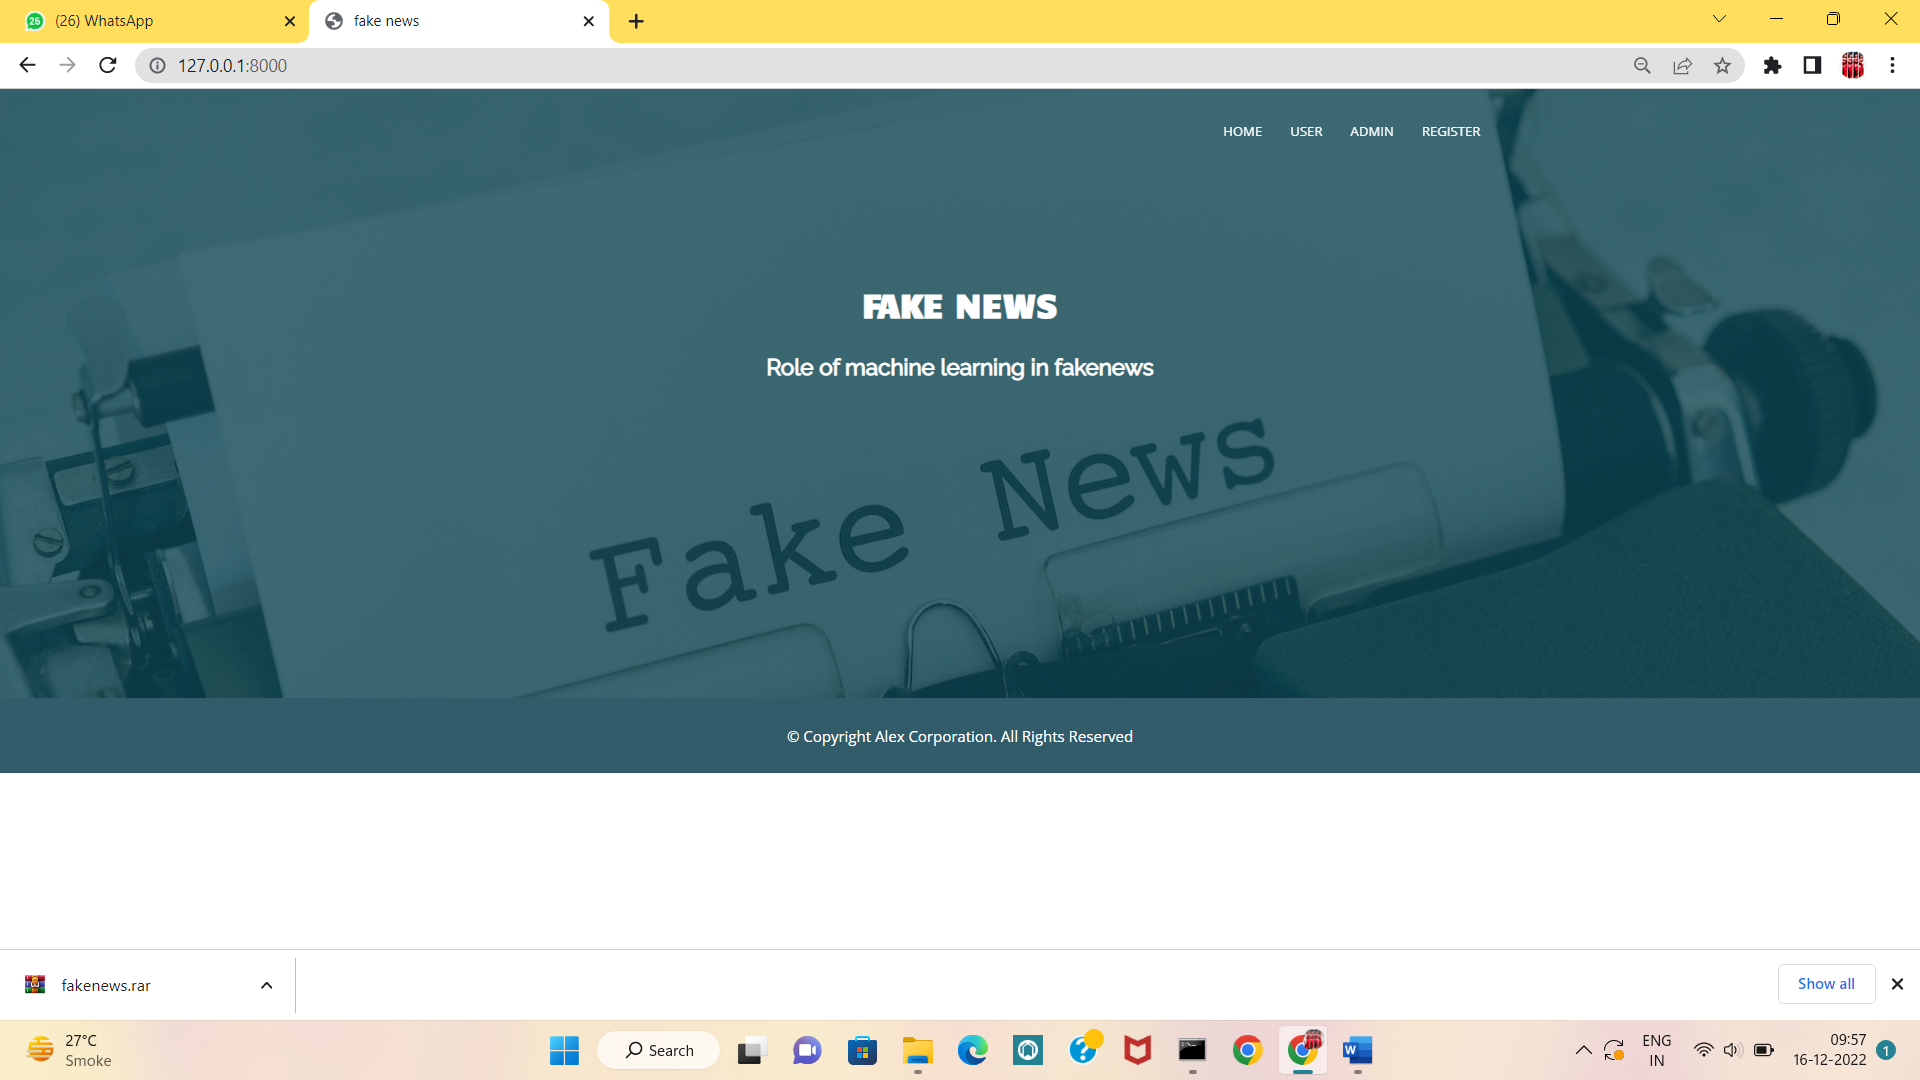 (26) WhatsApp
fake news
127.0.0.1:8000
HOME USER ADMIN REGISTER
FAKE NEWS
Role of machine learning in fakenews
Fake News
© Copyright Alex Corporation. All Rights Reserved
fakenews.rar
Show all
27°C
Smoke
Search
ENG
IN
09:57
16-12-2022
1